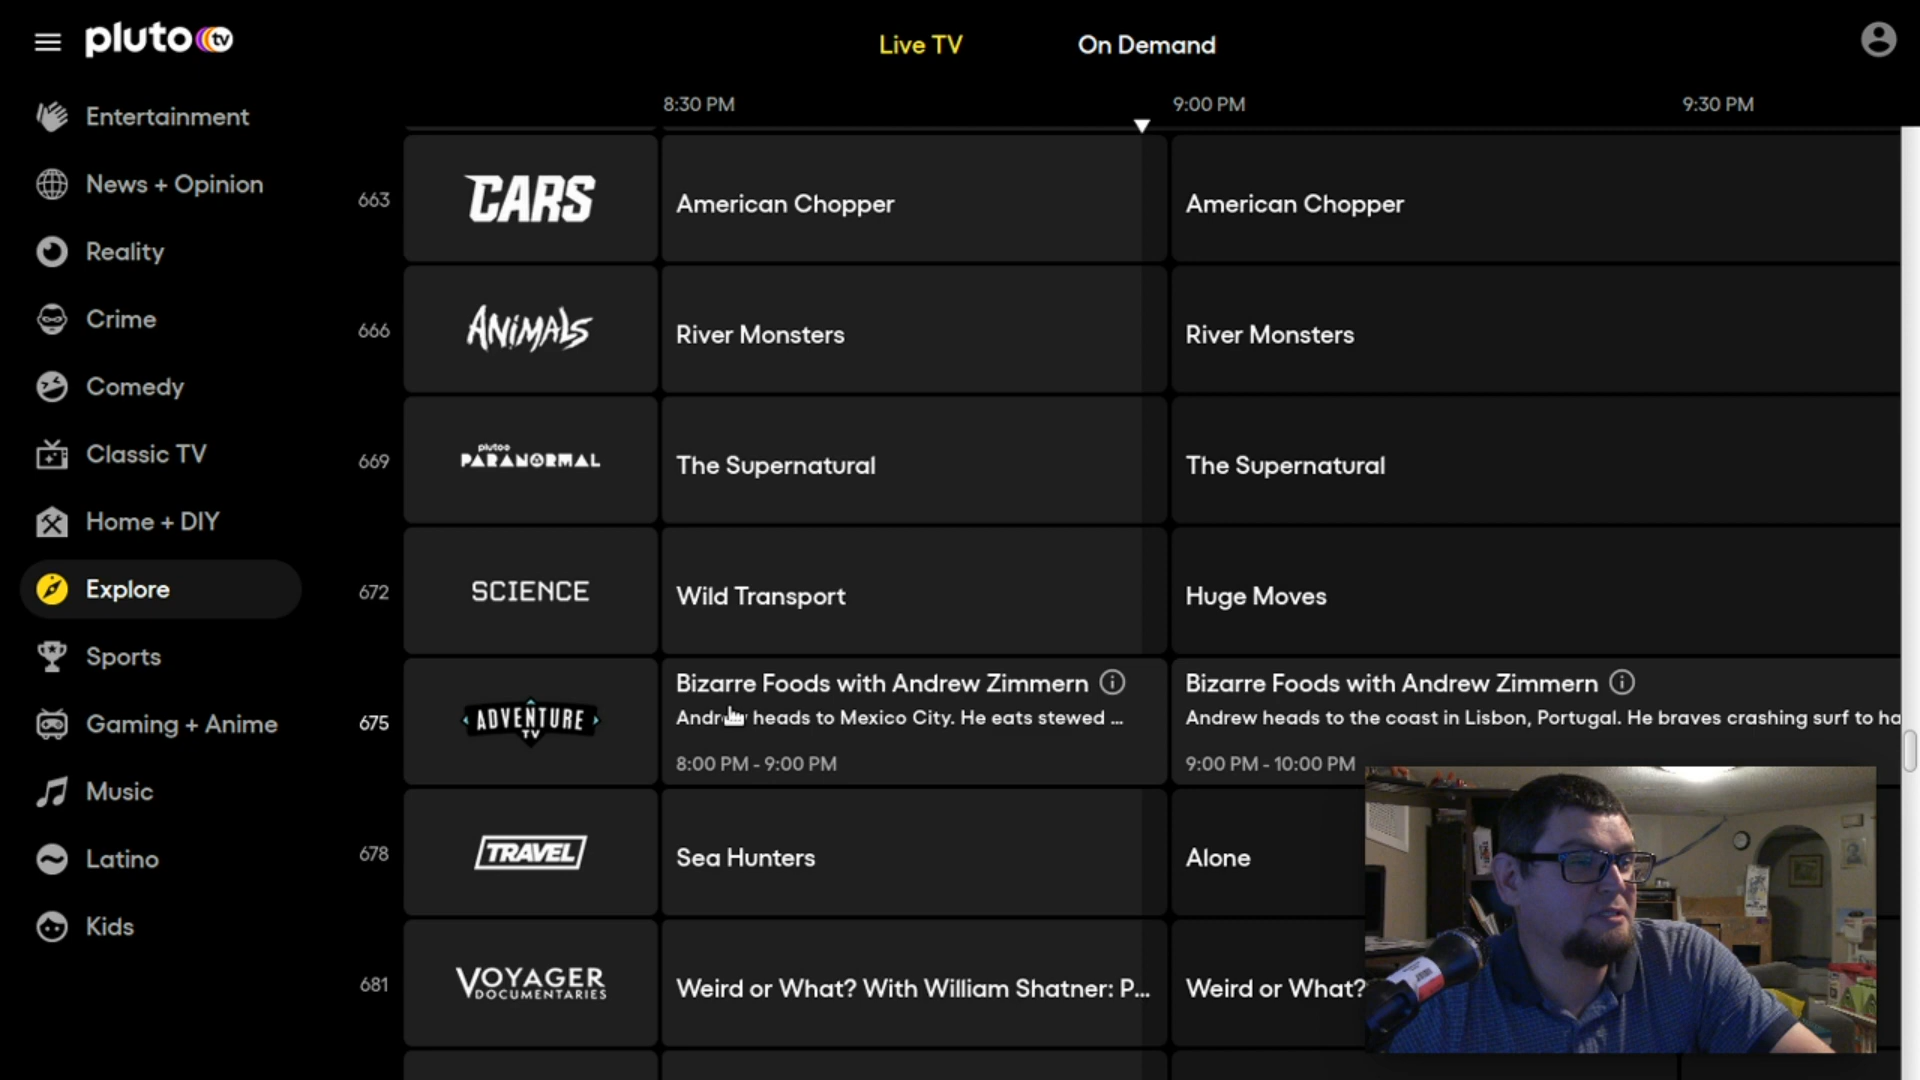 pluto tv
Live TV
On Demand
8:30 PM
9:00 PM
9:30 PM
Entertainment
News + Opinion
Reality
Crime
Comedy
Classic TV
Home + DIY
Explore
Sports
Gaming + Anime
Music
Latino
Kids
663
CARS
American Chopper
American Chopper
666
ANiMALS
River Monsters
River Monsters
669
pluto
PARANORMAL
The Supernatural
The Supernatural
672
SCIENCE
Wild Transport
Huge Moves
675
ADVENTURE
TV
Bizarre Foods with Andrew Zimmern
Andrew heads to Mexico City. He eats stewed ...
8:00 PM - 9:00 PM
Bizarre Foods with Andrew Zimmern
Andrew heads to the coast in Lisbon, Portugal. He braves crashing surf to ha
9:00 PM - 10:00 PM
678
TRAVEL
Sea Hunters
Alone
681
VOYAGER
DOCUMENTARIES
Weird or What? With William Shatner: P...
Weird or What?